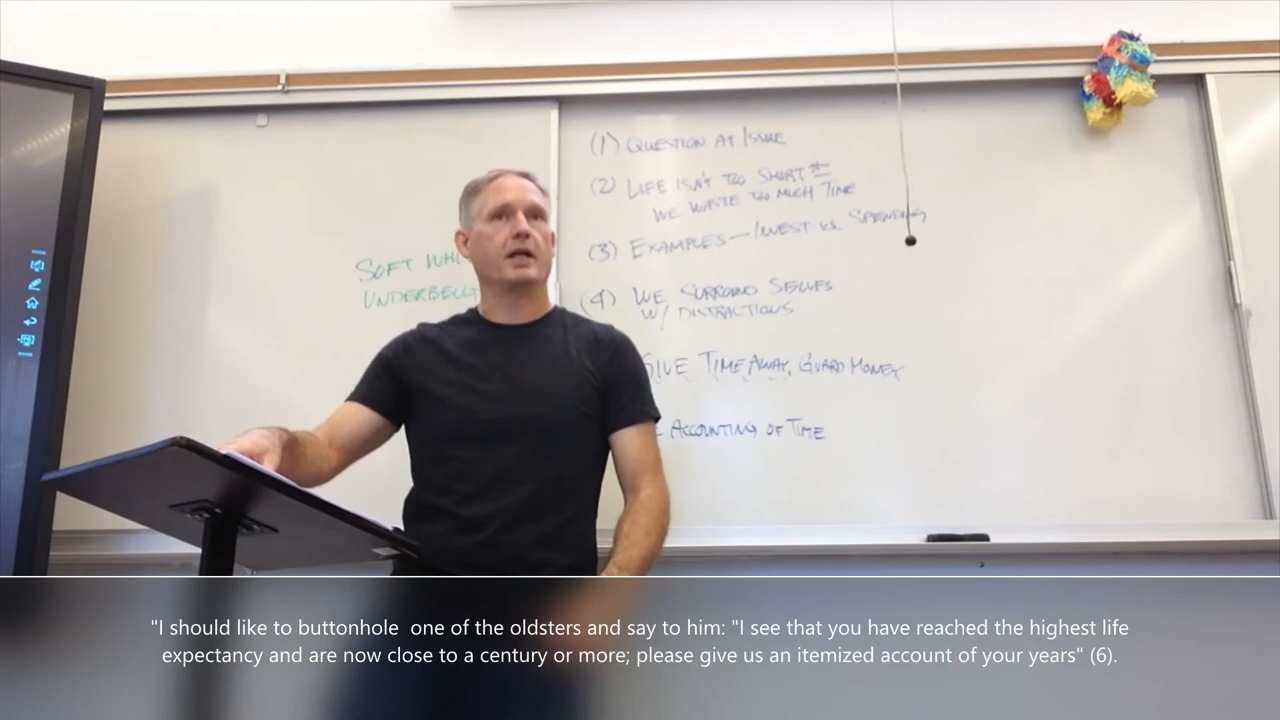 (1) QUESTION AT ISSUE
(2) LIFE ISN'T TOO SHORT
WE WASTE TOO MUCH TIME
(3) EXAMPLES — INVEST VS. SPENDING
SOFT
UNDERBELLY
(4) WE SURROUND SELVES
W/ DISTRACTIONS
GIVE TIME AWAY, GUARD MONEY
ACCOUNTING OF TIME
"I should like to buttonhole one of the oldsters and say to him: "I see that you have reached the highest life
expectancy and are now close to a century or more; please give us an itemized account of your years" (6).